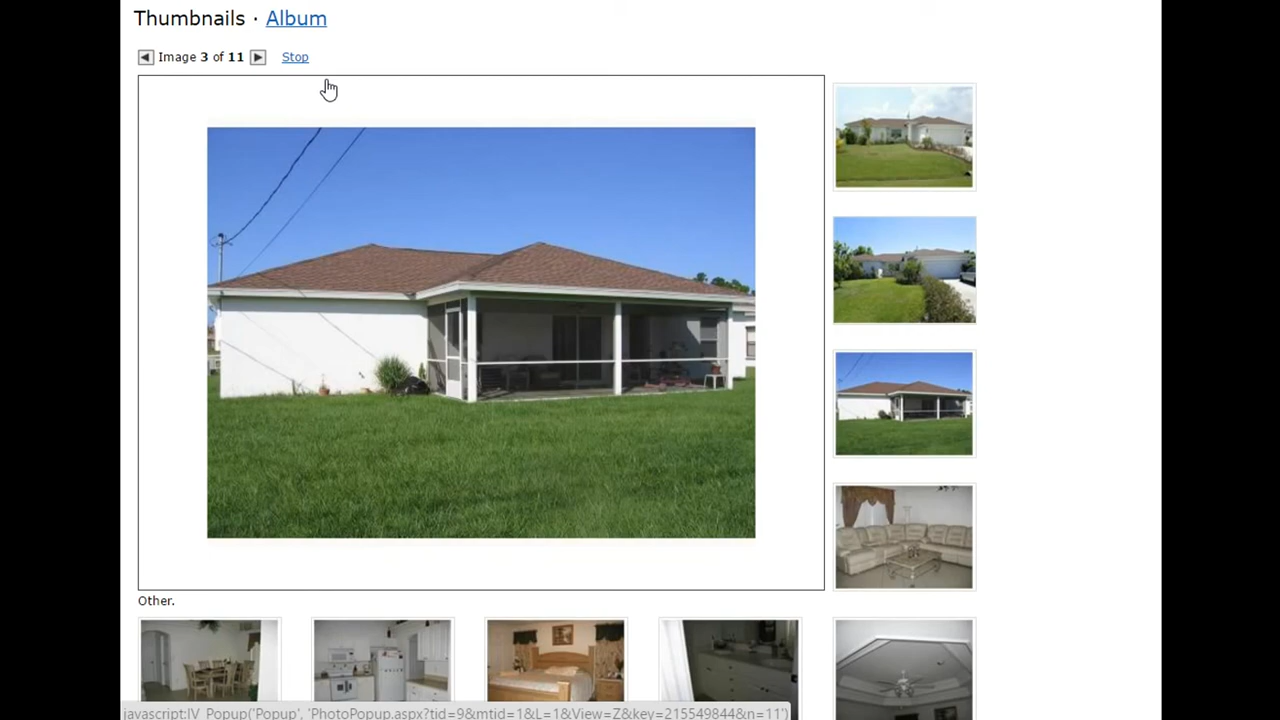 Thumbnails · Album
Image 3 of 11 Stop
Other.
javascript:IV_Popup('Popup', 'PhotoPopup.aspx?tid=9&mtid=1&L=1&View=Z&key=215549844&n=11')